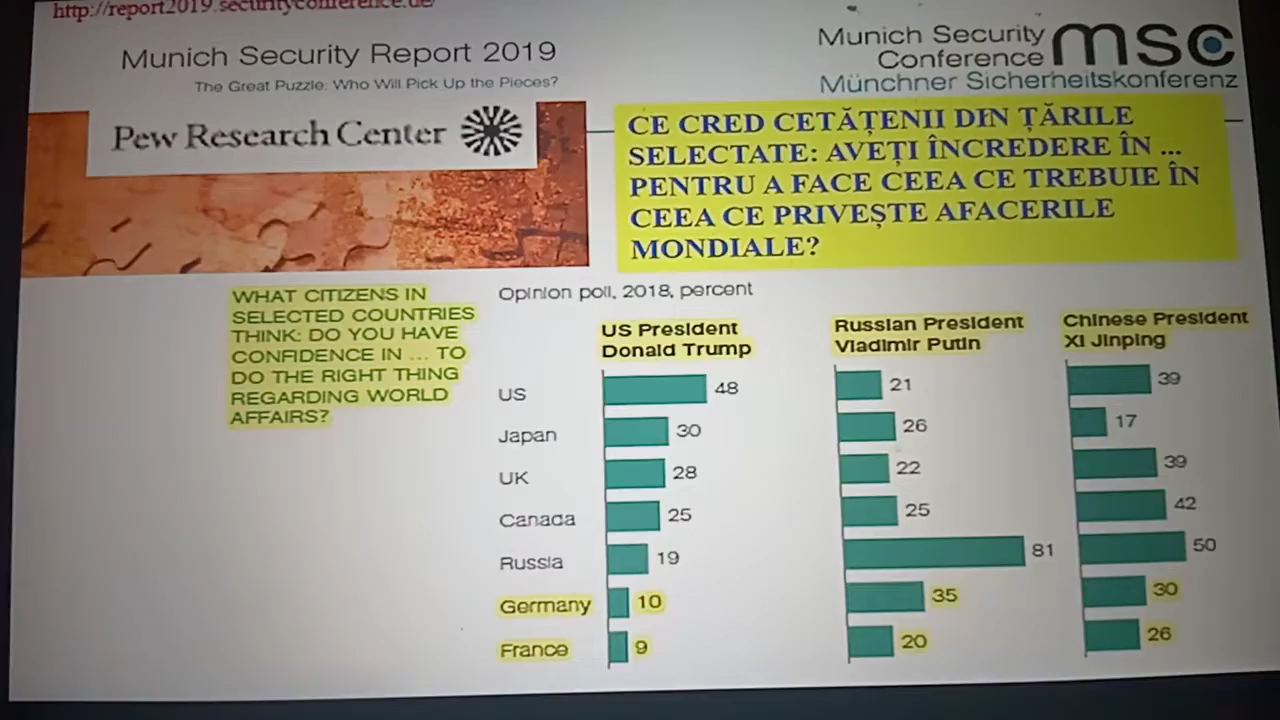 http://report2019.securityconference.de/
Munich Security Report 2019
The Great Puzzle: Who Will Pick Up the Pieces?
Munich Security
Conference
msc
Münchner Sicherheitskonferenz
Pew Research Center
CE CRED CETĂȚENII DIN ȚĂRILE
SELECTATE: AVEȚI ÎNCREDERE ÎN ...
PENTRU A FACE CEEA CE TREBUIE ÎN
CEEA CE PRIVEȘTE AFACERILE
MONDIALE?
WHAT CITIZENS IN
SELECTED COUNTRIES
THINK: DO YOU HAVE
CONFIDENCE IN ... TO
DO THE RIGHT THING
REGARDING WORLD
AFFAIRS?
Opinion poll, 2018, percent
US President
Donald Trump
Russian President
Vladimir Putin
Chinese President
Xi Jinping
US 48 21 39
Japan 30 26 17
UK 28 22 39
Canada 25 25 42
Russia 19 81 50
Germany 10 35 30
France 9 20 26